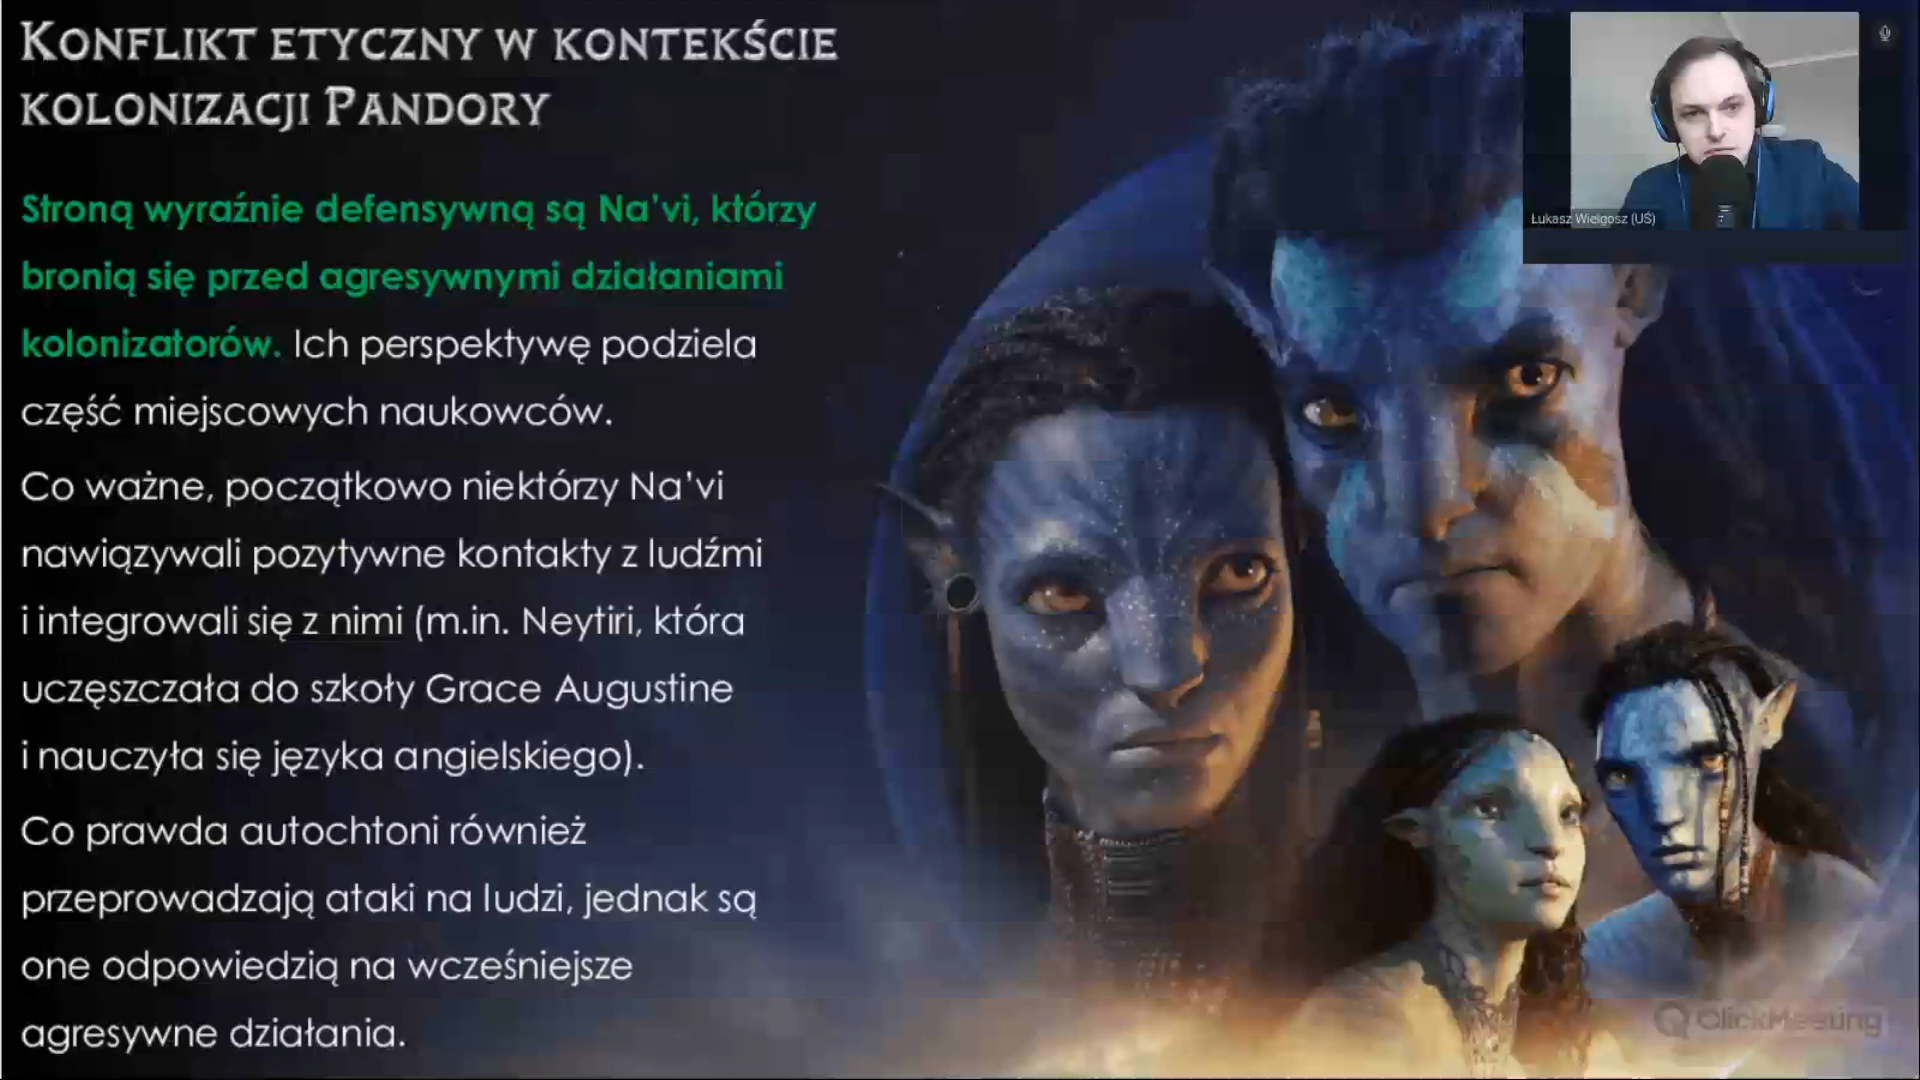 Konflikt etyczny w kontekście
kolonizacji Pandory
Stroną wyraźnie defensywną są Na'vi, którzy
bronią się przed agresywnymi działaniami
kolonizatorów. Ich perspektywę podziela
część miejscowych naukowców.
Co ważne, początkowo niektórzy Na'vi
nawiązywali pozytywne kontakty z ludźmi
i integrowali się z nimi (m.in. Neytiri, która
uczęszczała do szkoły Grace Augustine
i nauczyła się języka angielskiego).
Co prawda autochtoni również
przeprowadzają ataki na ludzi, jednak są
one odpowiedzią na wcześniejsze
agresywne działania.
Łukasz Wielgosz (UŚ)
ClickMeeting